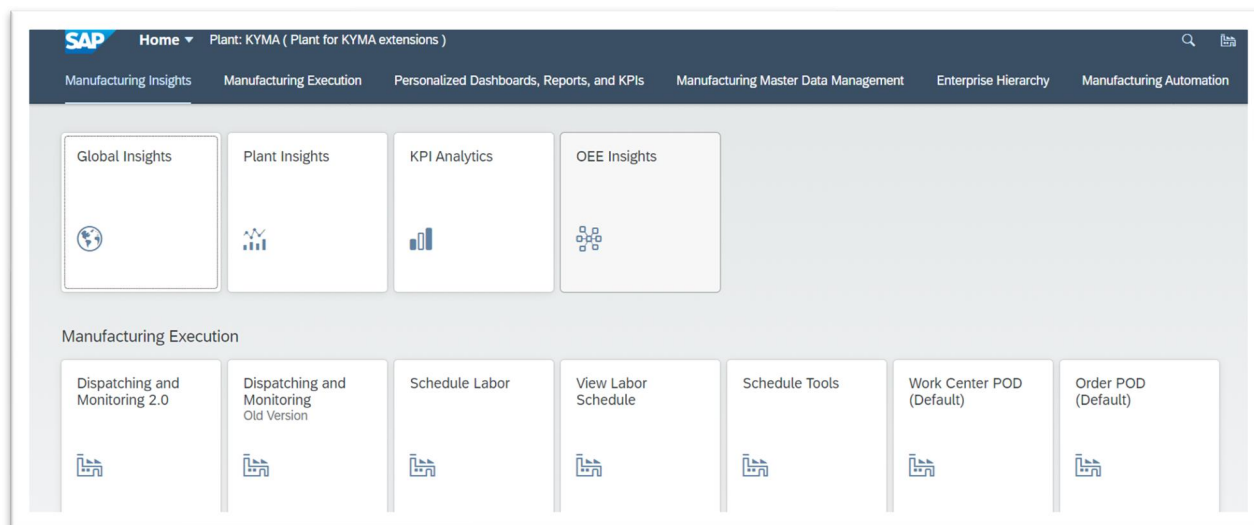 SAP Home Plant: KYMA ( Plant for KYMA extensions )
Manufacturing Insights Manufacturing Execution Personalized Dashboards, Reports, and KPIs Manufacturing Master Data Management Enterprise Hierarchy Manufacturing Automation
Global Insights
Plant Insights
KPI Analytics
OEE Insights
Manufacturing Execution
Dispatching and
Monitoring 2.0
Dispatching and
Monitoring
Old Version
Schedule Labor
View Labor
Schedule
Schedule Tools
Work Center POD
(Default)
Order POD
(Default)